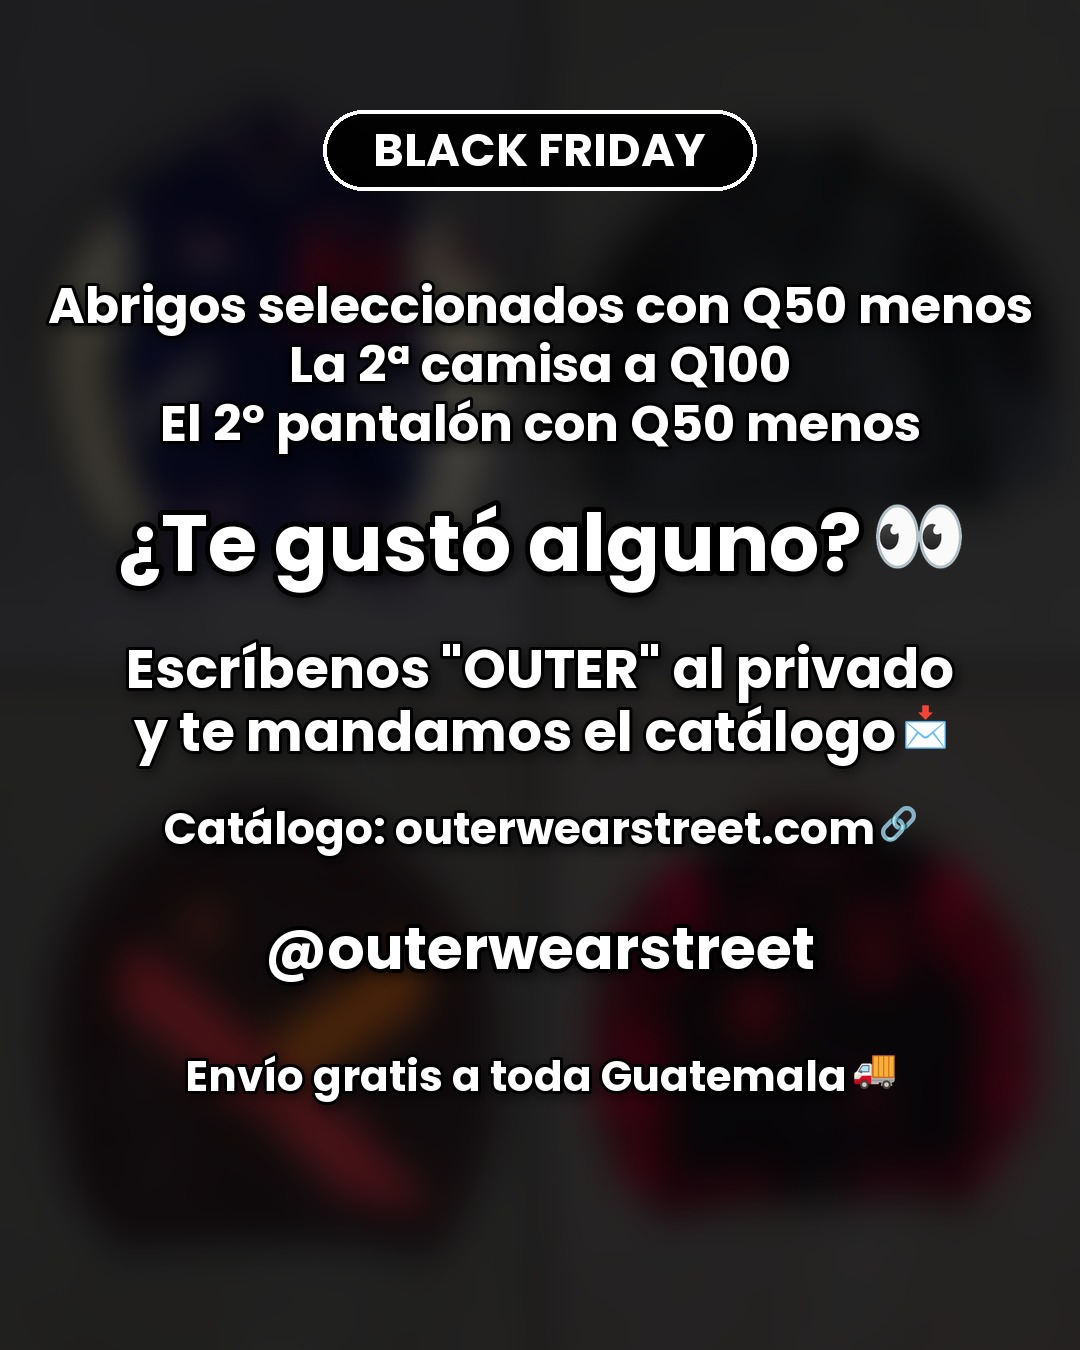 BLACK FRIDAY
Abrigos seleccionados con Q50 menos
La 2ª camisa a Q100
El 2º pantalón con Q50 menos
¿Te gustó alguno? 👀
Escríbenos "OUTER" al privado
y te mandamos el catálogo 📩
Catálogo: outerwearstreet.com 🔗
@outerwearstreet
Envío gratis a toda Guatemala 🚚